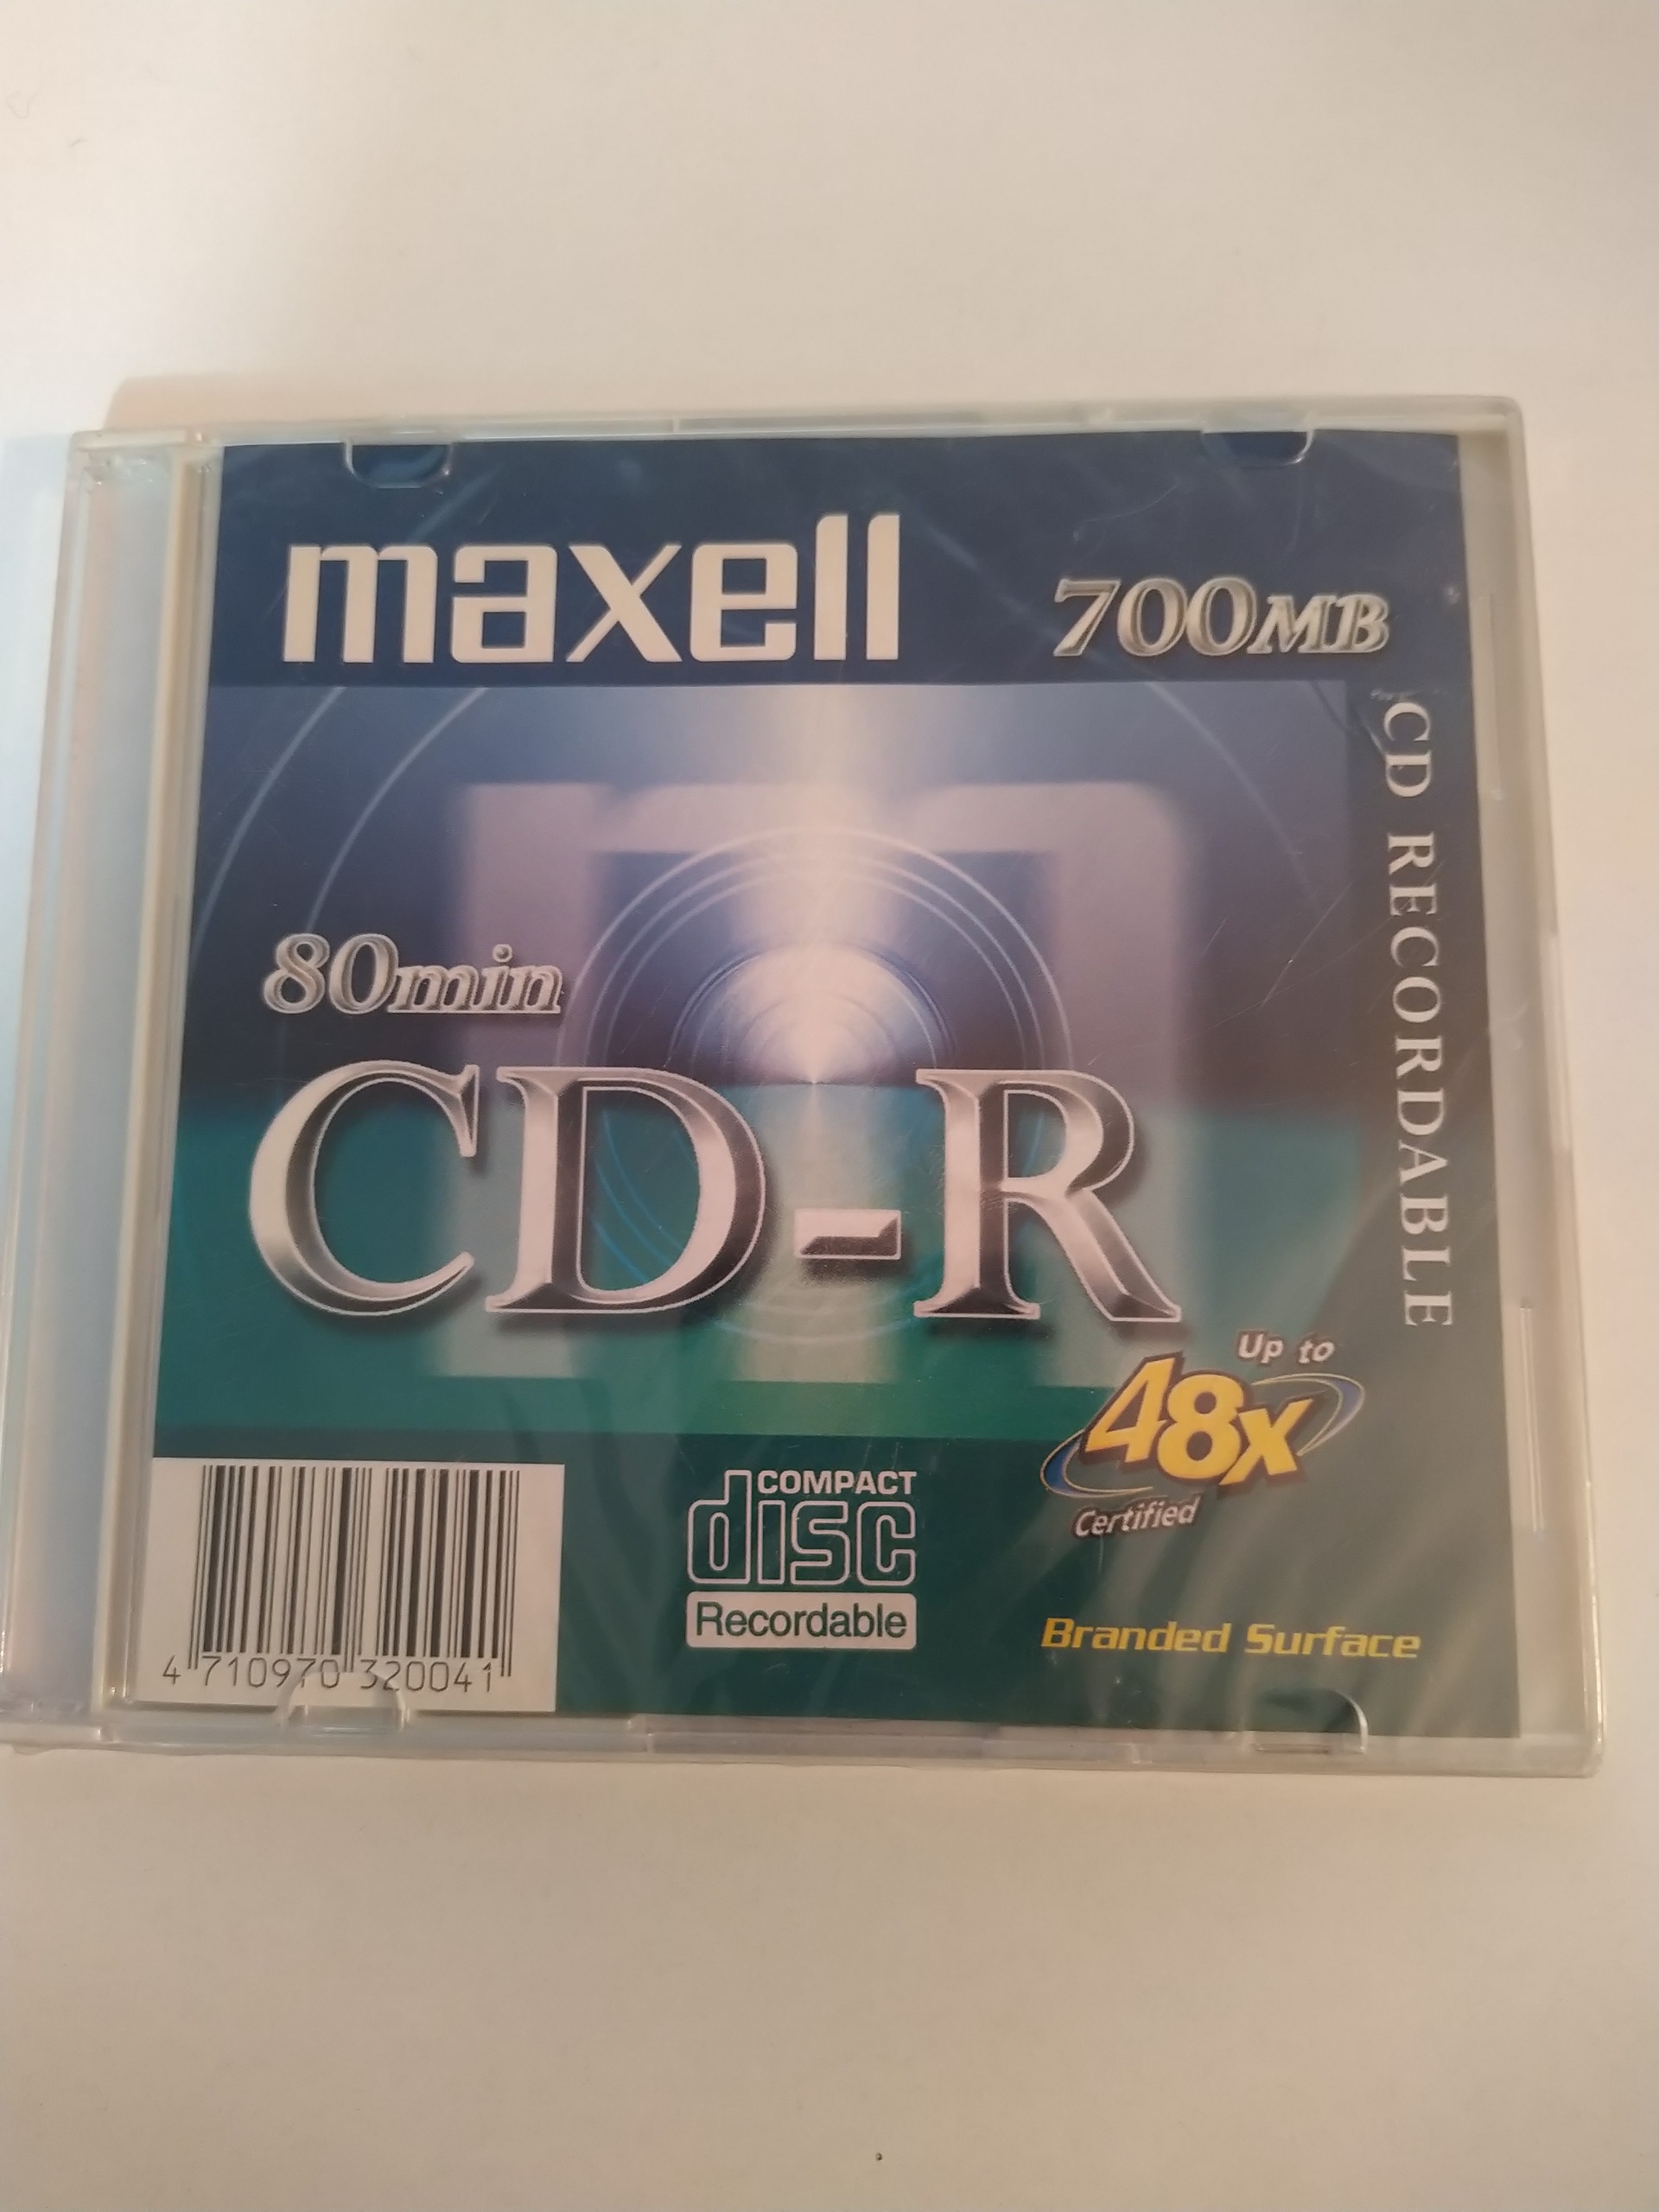 maxell
700MB
CD RECORDABLE
80min
CD-R
Up to
48x
Certified
COMPACT
disc
Recordable
Branded Surface
4 710970 320041